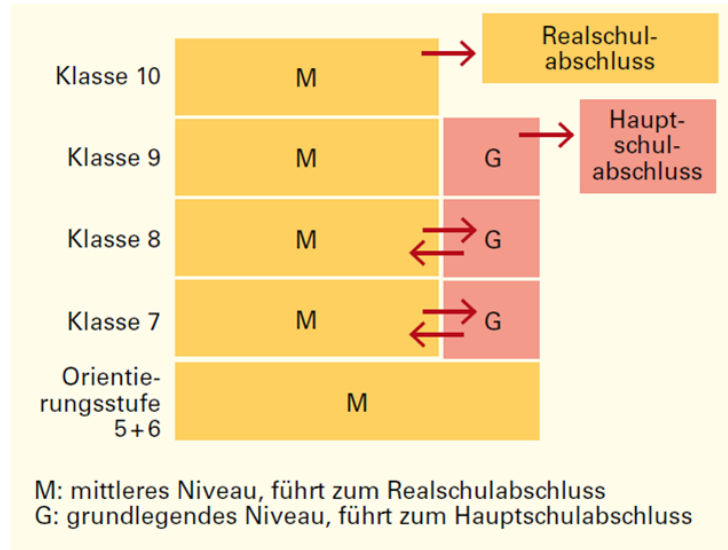 Realschul-
abschluss
Klasse 10
M
Haupt-
schul-
abschluss
Klasse 9
M
G
Klasse 8
M
G
Klasse 7
M
G
Orientie-
rungsstufe
5+6
M
M: mittleres Niveau, führt zum Realschulabschluss
G: grundlegendes Niveau, führt zum Hauptschulabschluss